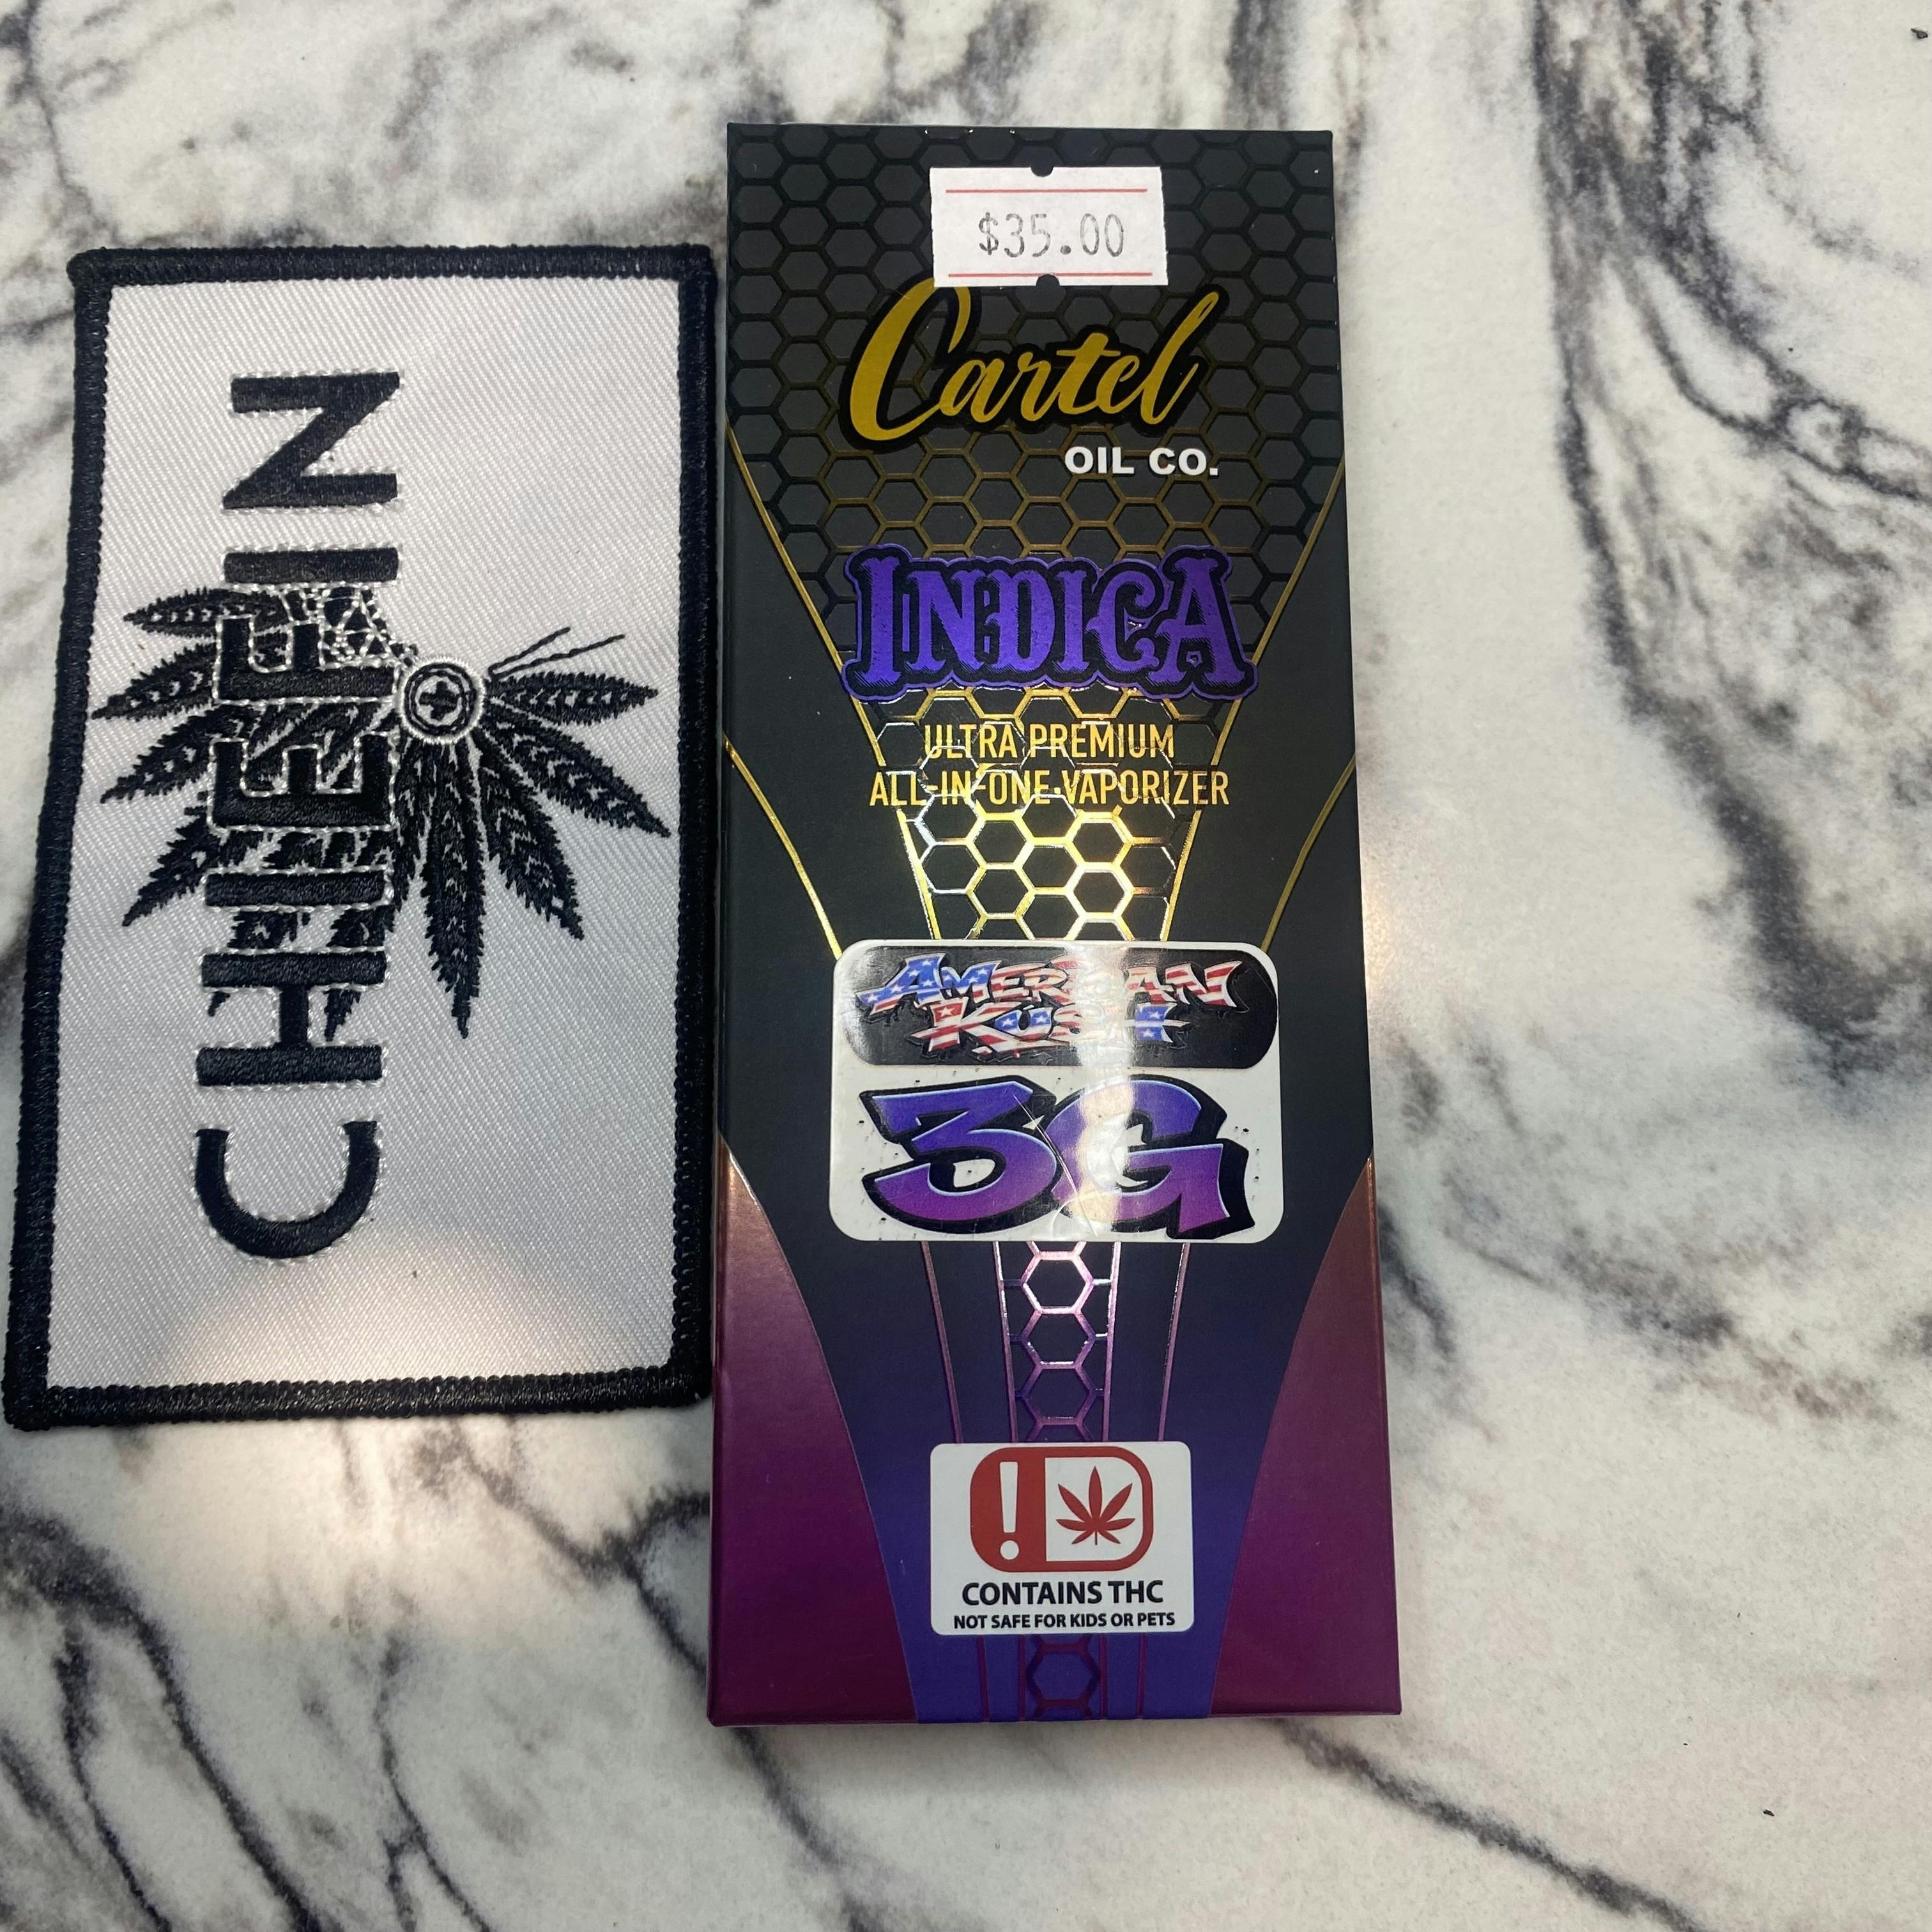 CHIEFIN
$35.00
Cartel
OIL CO.
INDICA
ULTRA PREMIUM
ALL-IN-ONE VAPORIZER
AMERICAN
KUSH
3G
!
CONTAINS THC
NOT SAFE FOR KIDS OR PETS